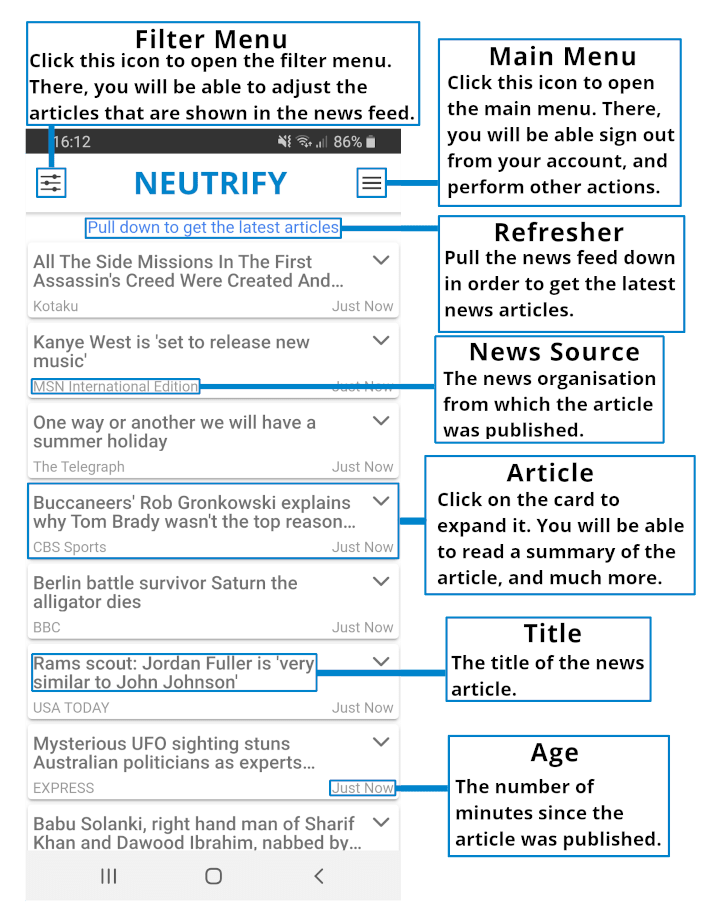 Filter Menu
Click this icon to open the filter menu.
There, you will be able to adjust the
articles that are shown in the news feed.
Main Menu
Click this icon to open
the main menu. There,
you will be able sign out
from your account, and
perform other actions.
16:12
86%
NEUTRIFY
Pull down to get the latest articles
Refresher
Pull the news feed down
in order to get the latest
news articles.
All The Side Missions In The First
Assassin's Creed Were Created And...
Kotaku
Just Now
Kanye West is 'set to release new
music'
MSN International Edition
Just Now
News Source
The news organisation
from which the article
was published.
One way or another we will have a
summer holiday
The Telegraph
Just Now
Buccaneers' Rob Gronkowski explains
why Tom Brady wasn't the top reason...
CBS Sports
Just Now
Article
Click on the card to
expand it. You will be able
to read a summary of the
article, and much more.
Berlin battle survivor Saturn the
alligator dies
BBC
Just Now
Rams scout: Jordan Fuller is 'very
similar to John Johnson'
USA TODAY
Just Now
Title
The title of the news
article.
Mysterious UFO sighting stuns
Australian politicians as experts...
EXPRESS
Just Now
Age
The number of
minutes since the
article was published.
Babu Solanki, right hand man of Sharif
Khan and Dawood Ibrahim, nabbed by...